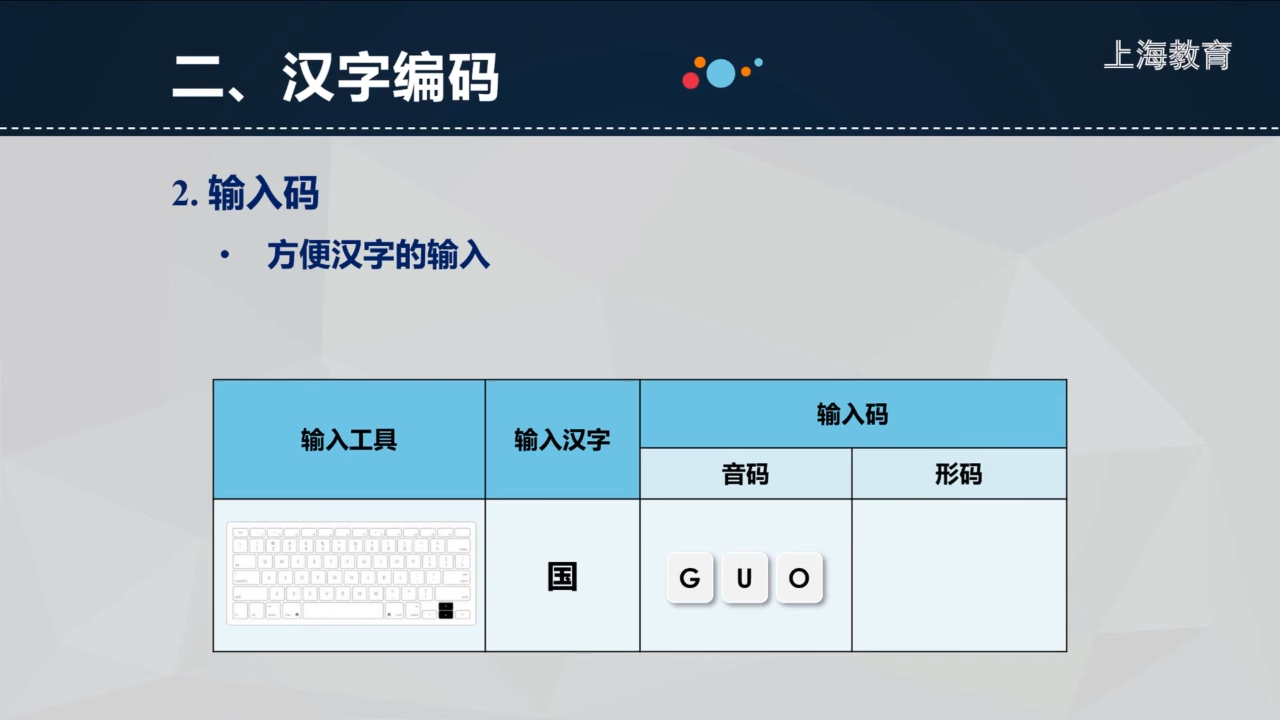 二、汉字编码
上海教育
2. 输入码
• 方便汉字的输入
输入工具
输入汉字
输入码
音码
形码
国
G U O